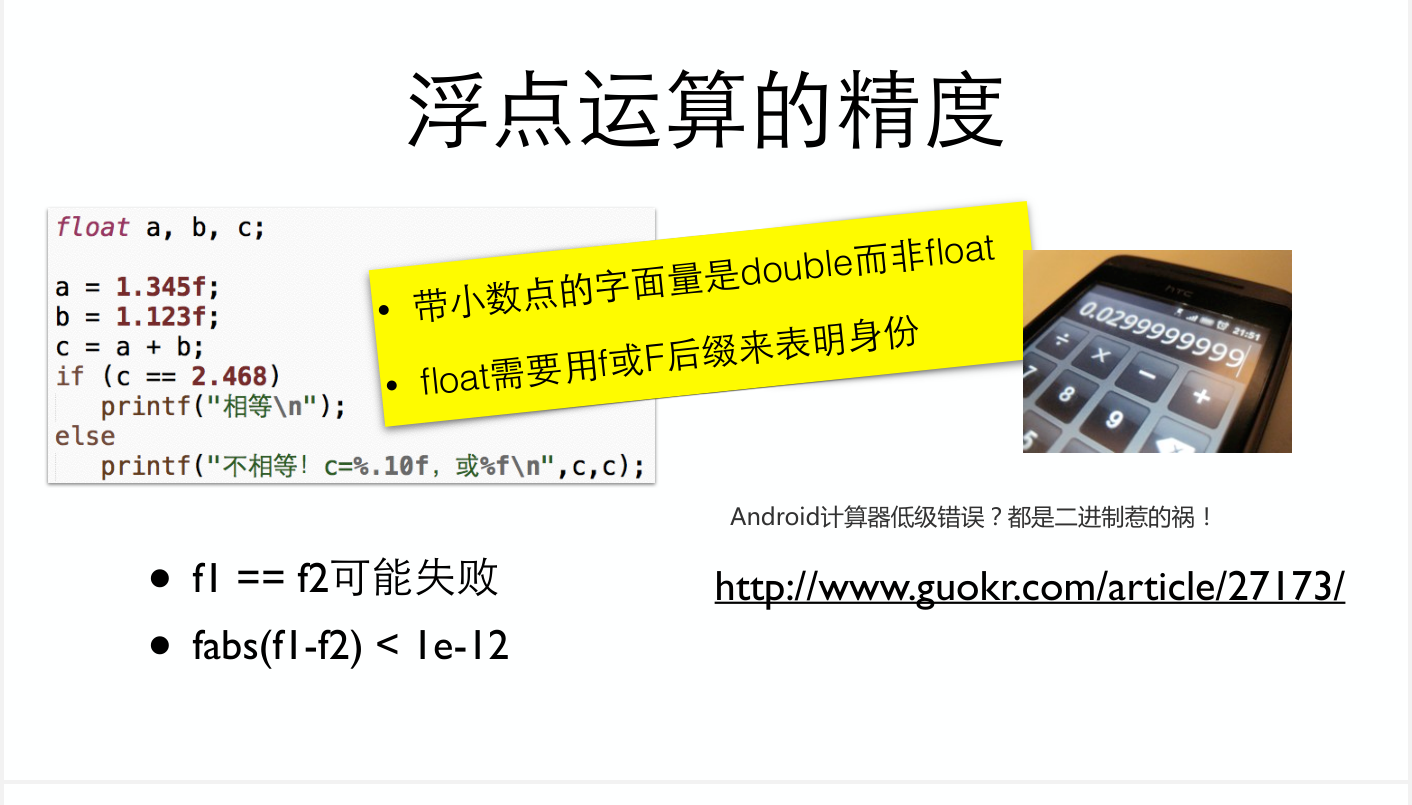 浮点运算的精度
float a, b, c;
a = 1.345f;
b = 1.123f;
c = a + b;
if (c == 2.468)
printf("相等\n");
else
printf("不相等！c=%.10f，或%f\n",c,c);
• 带小数点的字面量是double而非float
• float需要用f或F后缀来表明身份
hTC
21:51
0.0299999999
÷ × − +
7 8 9
5
Android计算器低级错误？都是二进制惹的祸！
http://www.guokr.com/article/27173/
• f1 == f2可能失败
• fabs(f1-f2) < 1e-12